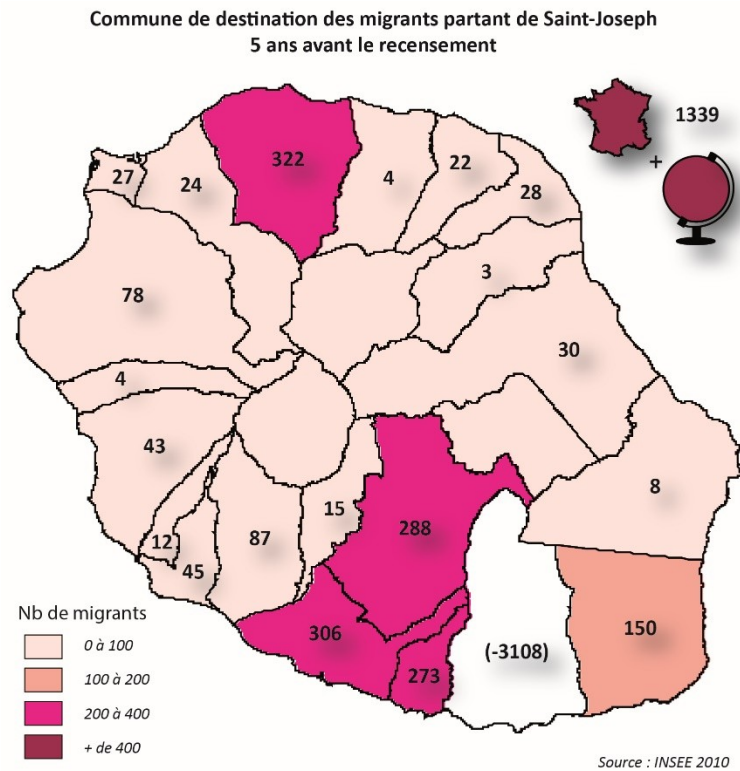 Commune de destination des migrants partant de Saint-Joseph
5 ans avant le recensement
1339
+
322
4
22
27
24
28
3
78
30
4
43
8
15
288
12
87
45
150
306
(-3108)
273
Nb de migrants
0 à 100
100 à 200
200 à 400
+ de 400
Source : INSEE 2010